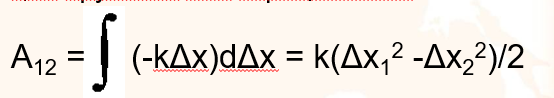 A₁₂ = ∫ (-kΔx)dΔx = k(Δx₁² -Δx₂²)/2